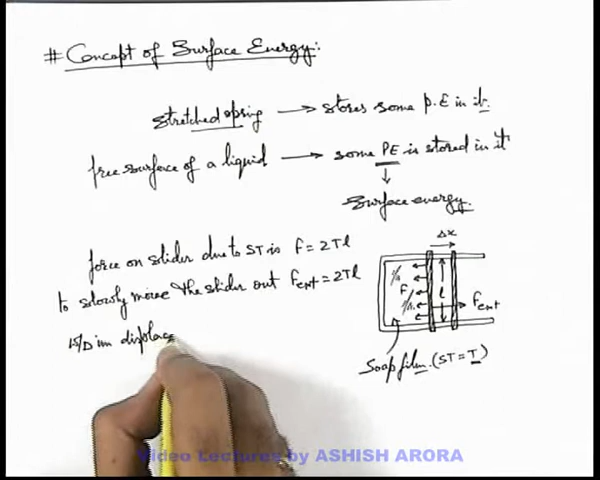 # Concept of Surface Energy:
Stretched spring → stores some P.E in it.
free surface of a liquid → some PE is stored in it
↓
Surface energy.
force on slider due to ST is F = 2Tl
to slowly move the slider out Fext = 2Tl
W/D in displace
Δx
F
l
Fext
Soap film. (ST = T)
Video Lectures by ASHISH ARORA